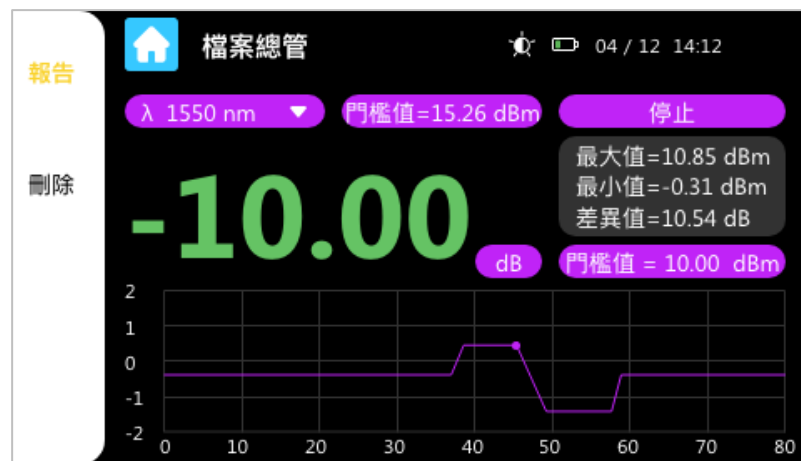 報告
刪除
檔案總管
04 / 12 14:12
λ 1550 nm
門檻值=15.26 dBm
停止
最大值=10.85 dBm
最小值=-0.31 dBm
差異值=10.54 dB
-10.00
dB
門檻值 = 10.00 dBm
2
1
0
-1
-2
0 10 20 30 40 50 60 70 80